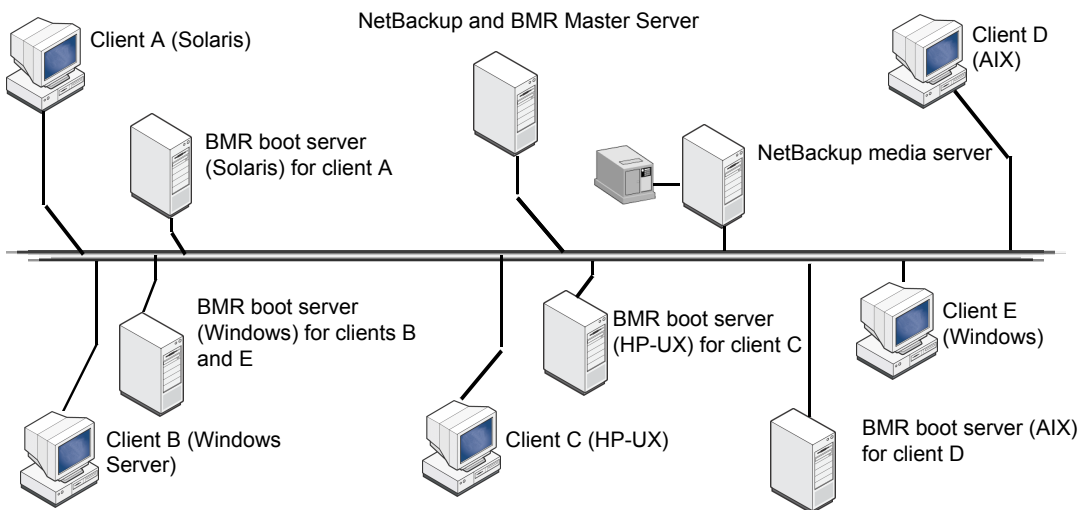 NetBackup and BMR Master Server
Client A (Solaris)
Client D
(AIX)
BMR boot server
(Solaris) for client A
NetBackup media server
BMR boot server
(Windows) for clients B
and E
BMR boot server
(HP-UX) for client C
Client E
(Windows)
Client B (Windows
Server)
Client C (HP-UX)
BMR boot server (AIX)
for client D